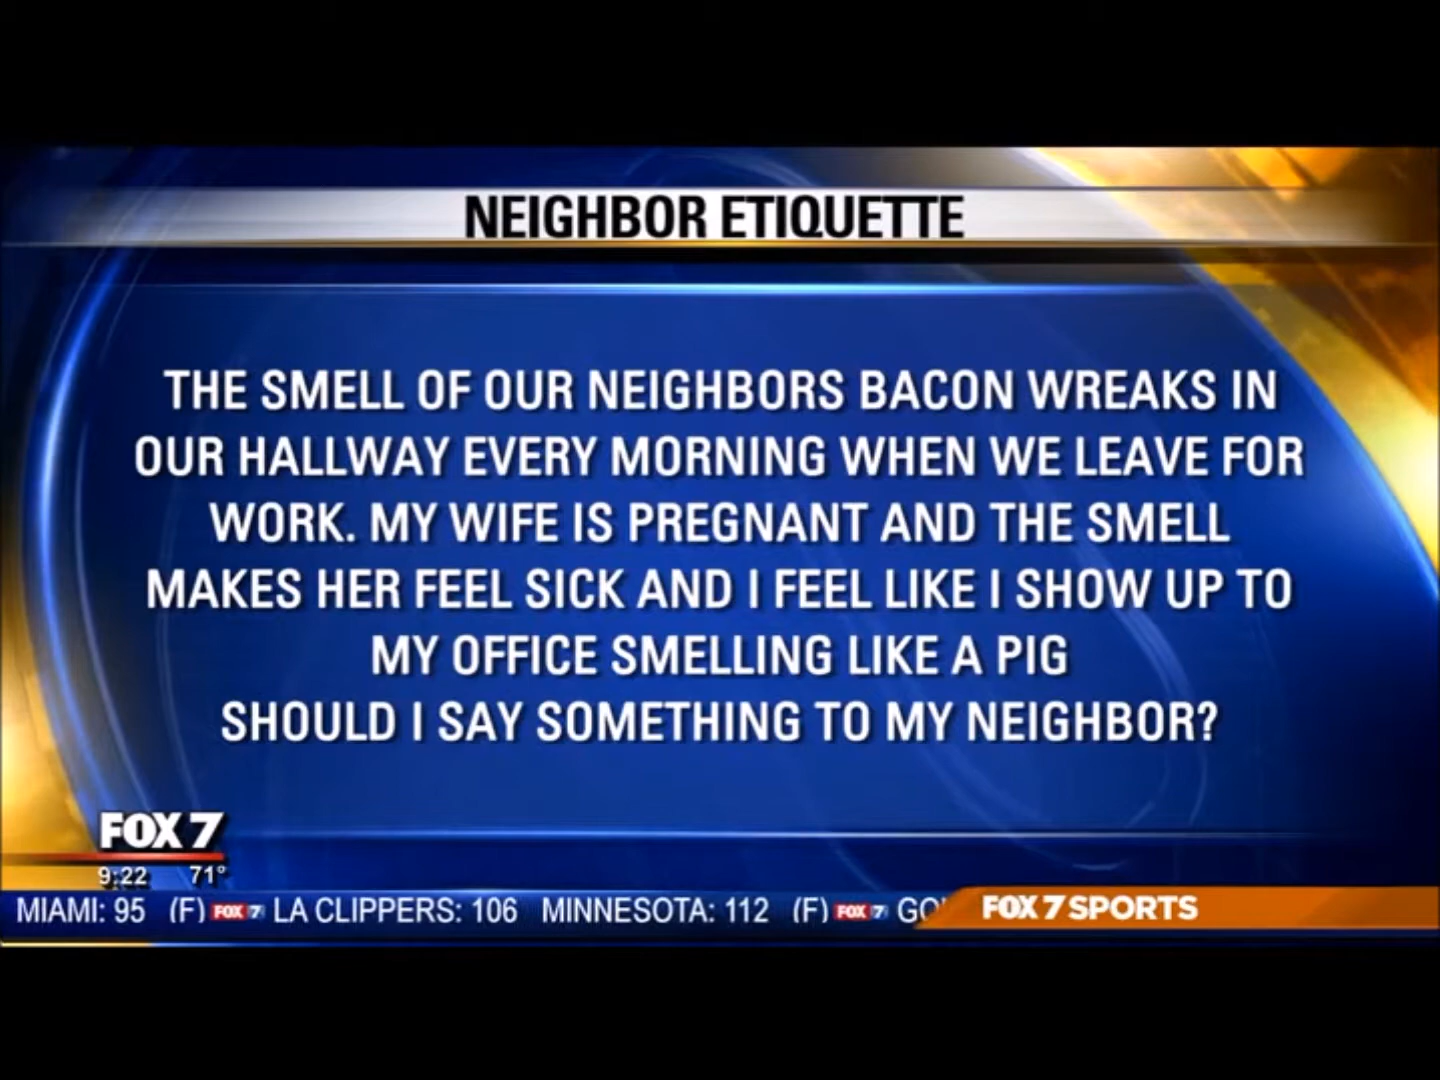 NEIGHBOR ETIQUETTE
THE SMELL OF OUR NEIGHBORS BACON WREAKS IN
OUR HALLWAY EVERY MORNING WHEN WE LEAVE FOR
WORK. MY WIFE IS PREGNANT AND THE SMELL
MAKES HER FEEL SICK AND I FEEL LIKE I SHOW UP TO
MY OFFICE SMELLING LIKE A PIG
SHOULD I SAY SOMETHING TO MY NEIGHBOR?
FOX 7
9:22 71°
MIAMI: 95 (F) FOX 7 LA CLIPPERS: 106 MINNESOTA: 112 (F) FOX 7 FOX 7 SPORTS